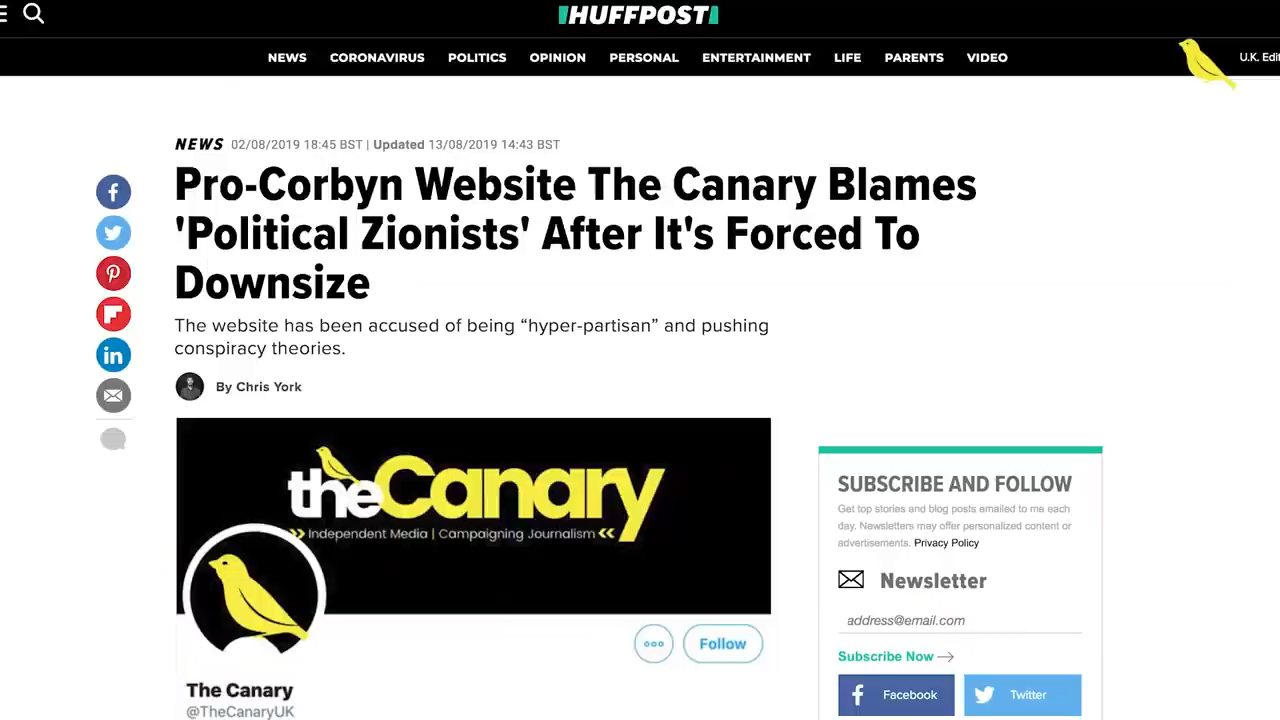 HUFFPOST
NEWS CORONAVIRUS POLITICS OPINION PERSONAL ENTERTAINMENT LIFE PARENTS VIDEO
U.K. Edi
NEWS 02/08/2019 18:45 BST | Updated 13/08/2019 14:43 BST
Pro-Corbyn Website The Canary Blames
'Political Zionists' After It's Forced To
Downsize
The website has been accused of being “hyper-partisan” and pushing
conspiracy theories.
By Chris York
theCanary
Independent Media | Campaigning Journalism
Follow
The Canary
@TheCanaryUK
SUBSCRIBE AND FOLLOW
Get top stories and blog posts emailed to me each
day. Newsletters may offer personalized content or
advertisements. Privacy Policy
Newsletter
address@email.com
Subscribe Now
Facebook
Twitter